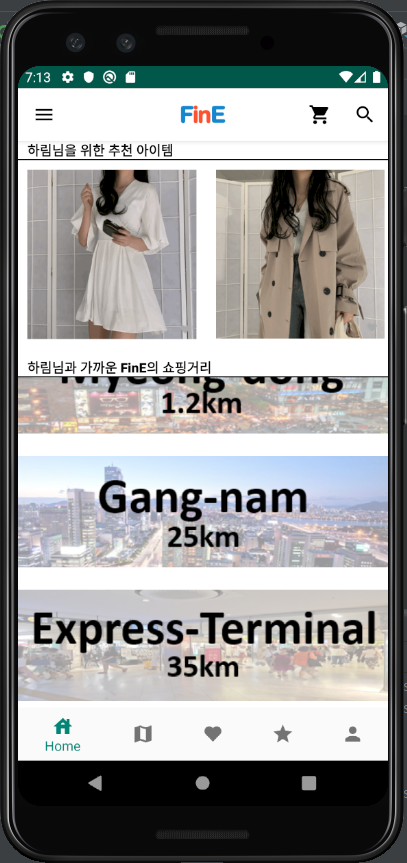 7:13
FinE
하림님을 위한 추천 아이템
하림님과 가까운 FinE의 쇼핑거리
Myeong-dong
1.2km
Gang-nam
25km
Express-Terminal
35km
Home